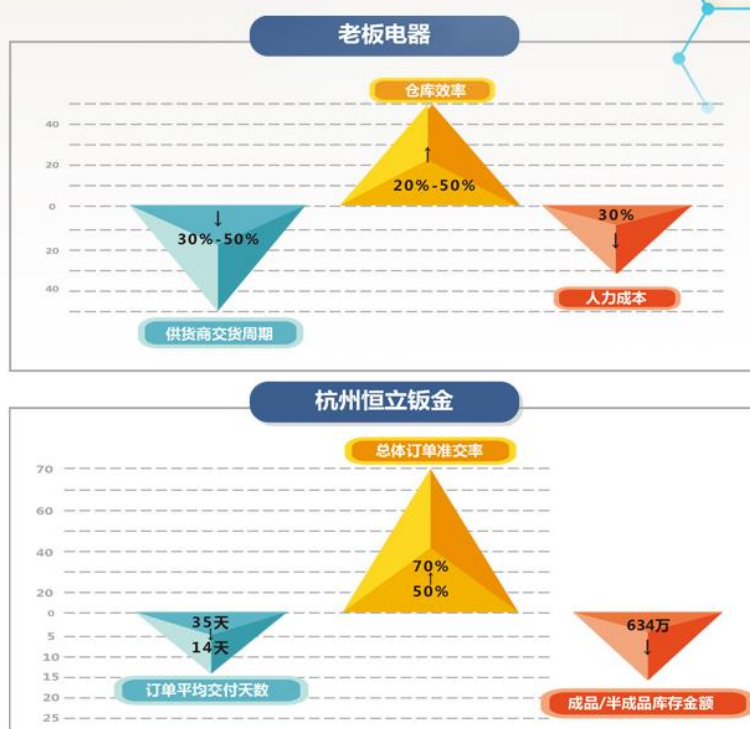 老板电器
仓库效率
40
20
↑
20%-50%
0
↓
30%-50%
30%
↓
20
40
人力成本
供货商交货周期
杭州恒立钣金
总体订单准交率
70
60
40
70%
↑
50%
20
0
35天
↓
14天
634万
↓
5
10
15
20
25
订单平均交付天数
成品/半成品库存金额